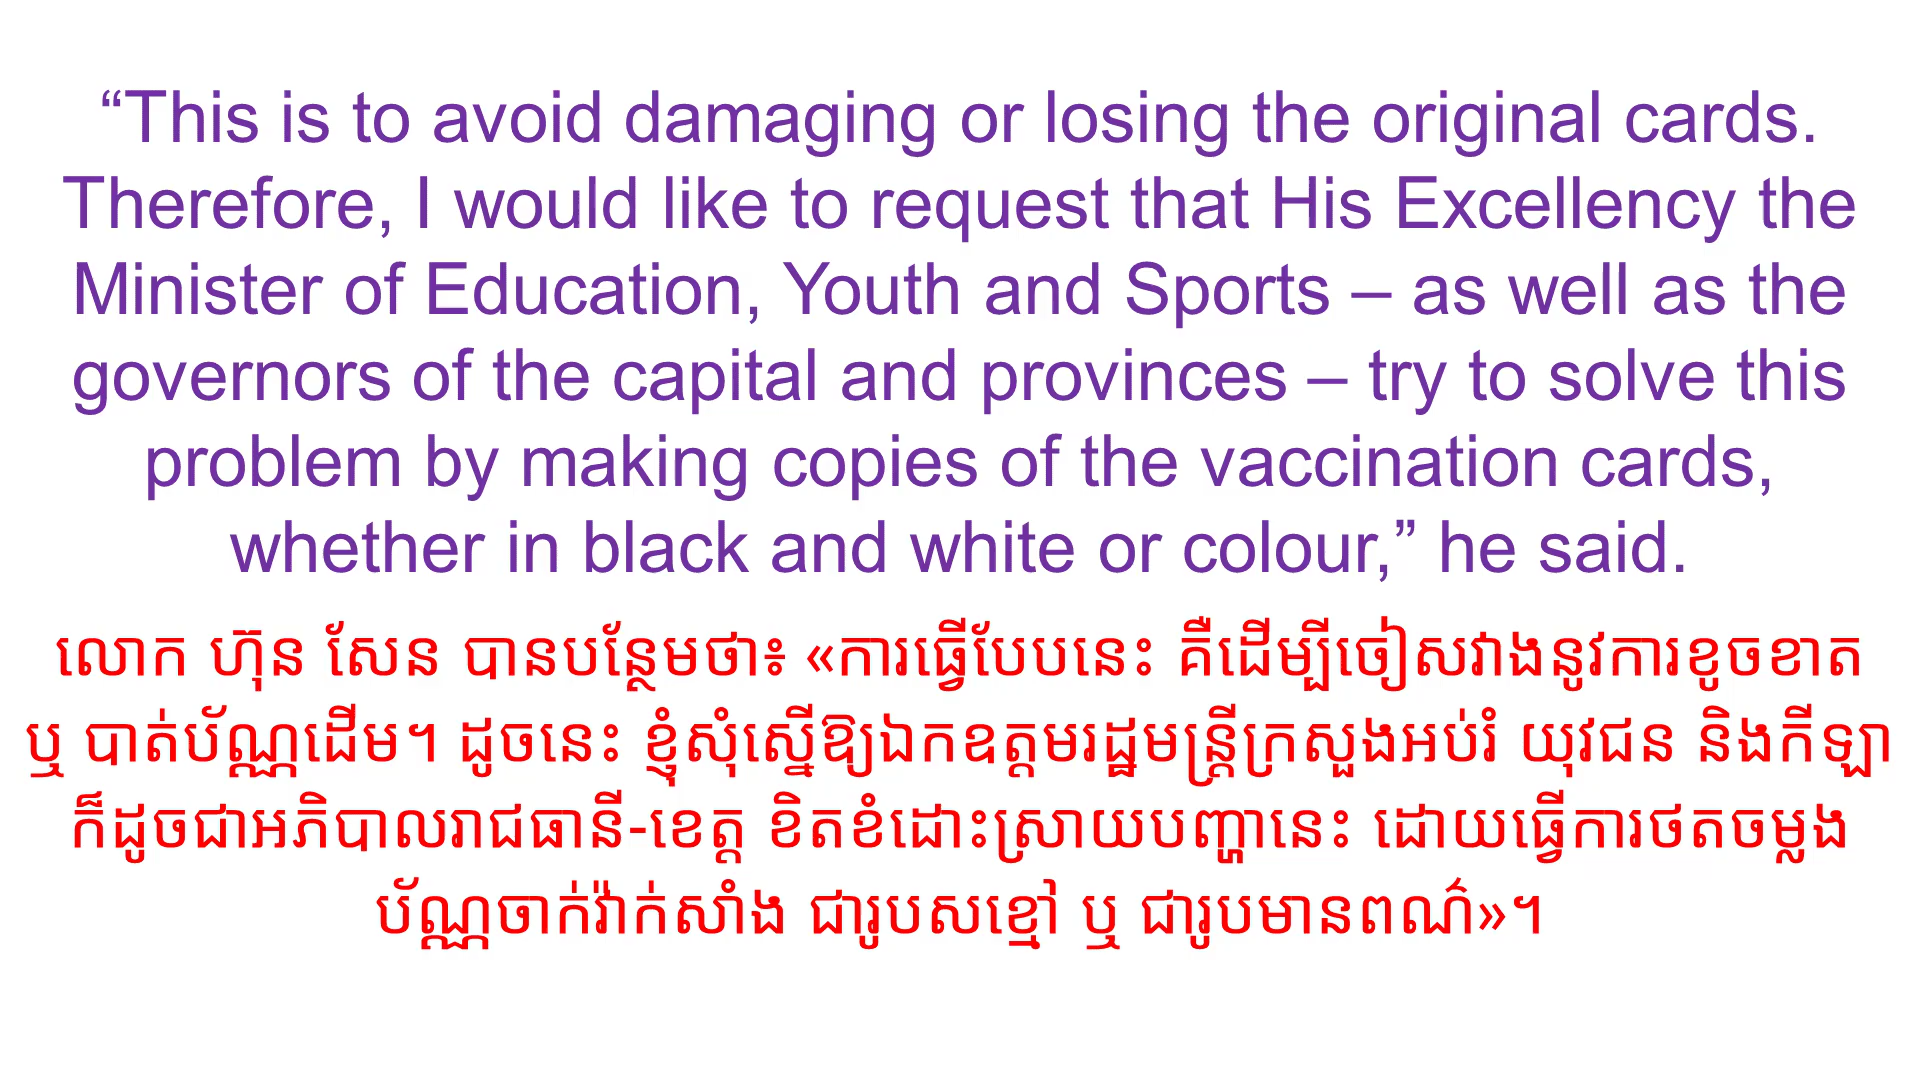 “This is to avoid damaging or losing the original cards.
Therefore, I would like to request that His Excellency the
Minister of Education, Youth and Sports – as well as the
governors of the capital and provinces – try to solve this
problem by making copies of the vaccination cards,
whether in black and white or colour,” he said.
លោក ហ៊ុន សែន បានបន្ថែមថា៖ «ការធ្វើបែបនេះ គឺដើម្បីចៀសវាងនូវការខូចខាត
ឬ បាត់ប័ណ្ណដើម។ ដូចនេះ ខ្ញុំសុំស្នើឱ្យឯកឧត្តមរដ្ឋមន្ត្រីក្រសួងអប់រំ យុវជន និងកីឡា
ក៏ដូចជាអភិបាលរាជធានី-ខេត្ត ខិតខំដោះស្រាយបញ្ហានេះ ដោយធ្វើការថតចម្លង
ប័ណ្ណចាក់វ៉ាក់សាំង ជារូបសខ្មៅ ឬ ជារូបមានពណ៌»។